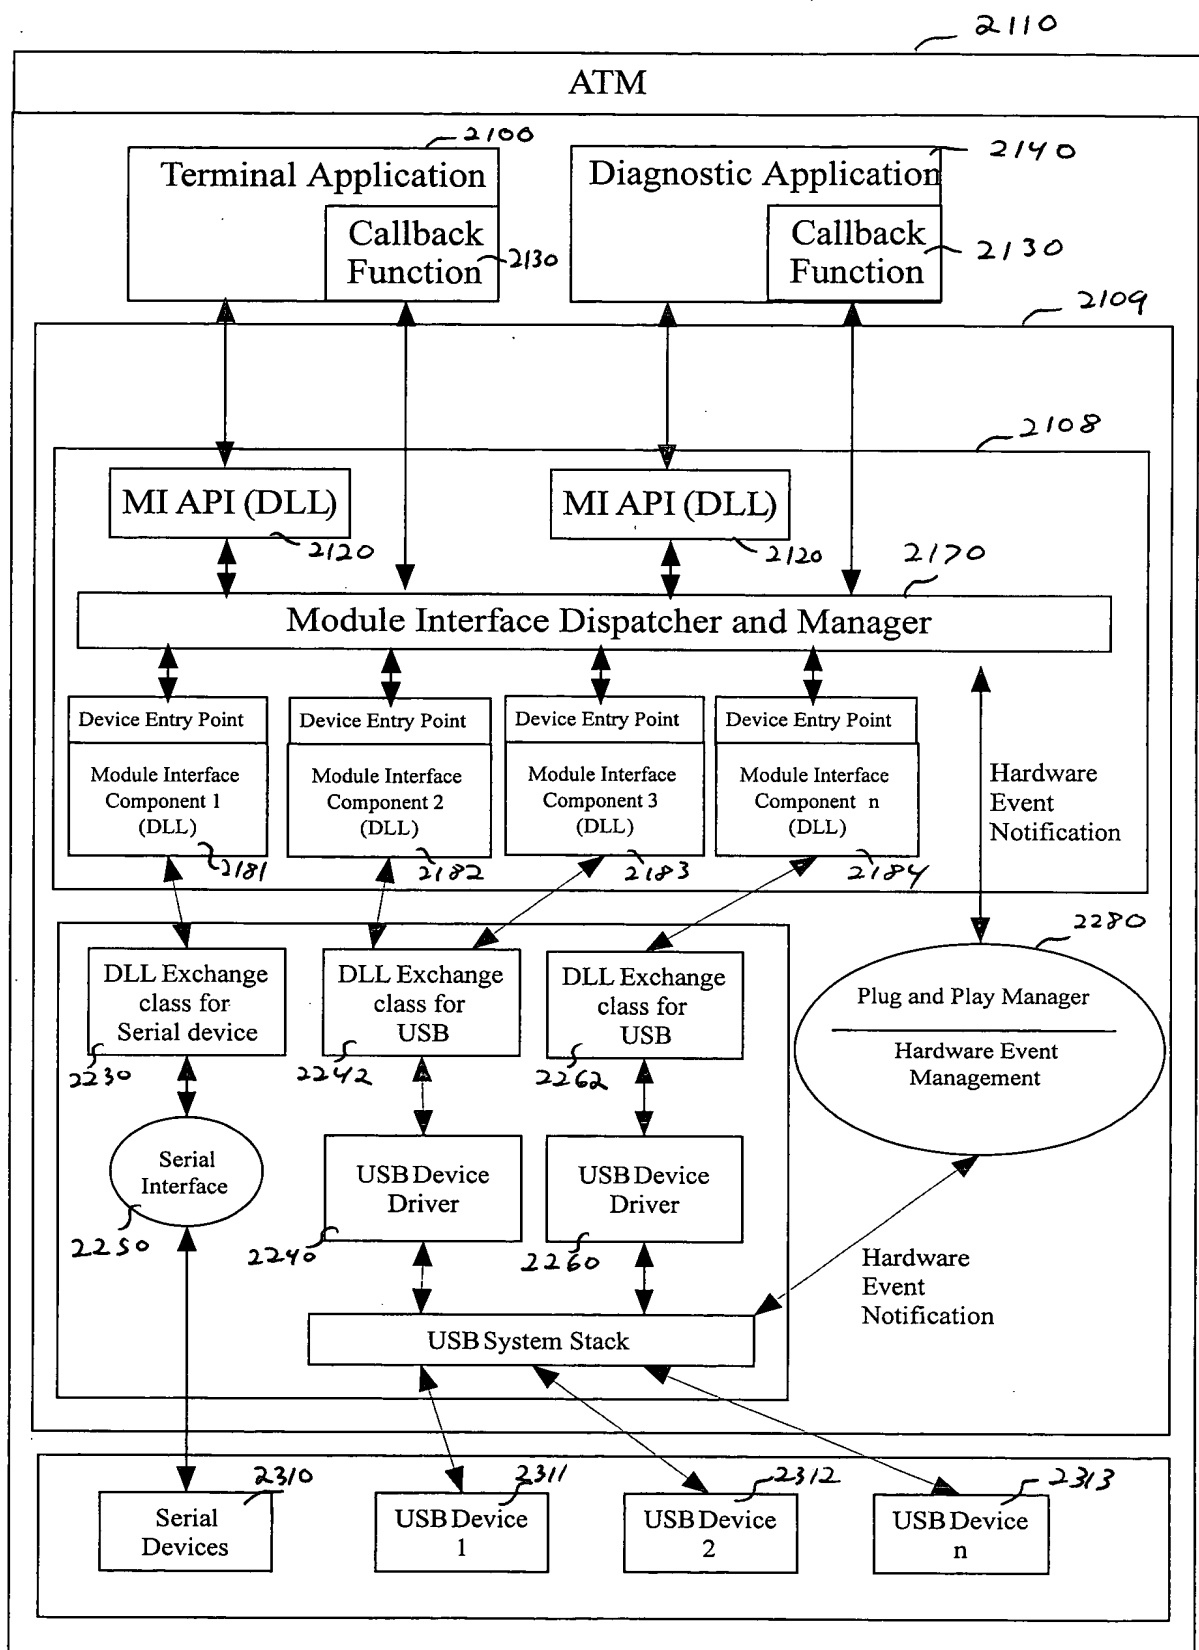 2110
ATM
2100
Terminal Application
Callback
Function
2130
2140
Diagnostic Application
Callback
Function
2130
2109
2108
MI API (DLL)
2120
MI API (DLL)
2120
2170
Module Interface Dispatcher and Manager
Device Entry Point
Module Interface
Component 1
(DLL)
2181
Device Entry Point
Module Interface
Component 2
(DLL)
2182
Device Entry Point
Module Interface
Component 3
(DLL)
2183
Device Entry Point
Module Interface
Component n
(DLL)
2184
Hardware
Event
Notification
DLL Exchange
class for
Serial device
2230
DLL Exchange
class for
USB
2242
DLL Exchange
class for
USB
2262
2280
Plug and Play Manager
Hardware Event
Management
Serial
Interface
2250
USB Device
Driver
2240
USB Device
Driver
2260
Hardware
Event
Notification
USB System Stack
2310
Serial
Devices
2311
USB Device
1
2312
USB Device
2
2313
USB Device
n